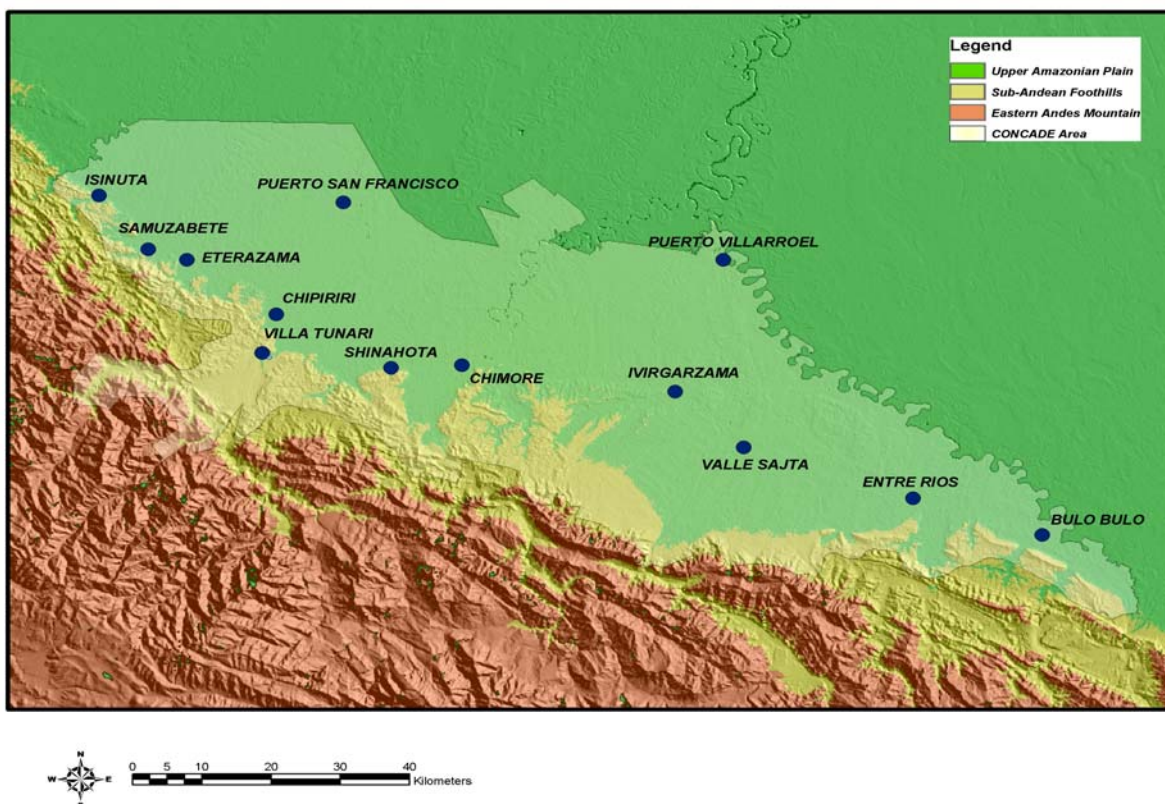 Legend
Upper Amazonian Plain
Sub-Andean Foothills
Eastern Andes Mountain
CONCADE Area
ISINUTA
PUERTO SAN FRANCISCO
SAMUZABETE
ETERAZAMA
PUERTO VILLARROEL
CHIPIRIRI
VILLA TUNARI
SHINAHOTA
CHIMORE
IVIRGARZAMA
VALLE SAJTA
ENTRE RIOS
BULO BULO
N
W E
0 5 10 20 30 40
Kilometers